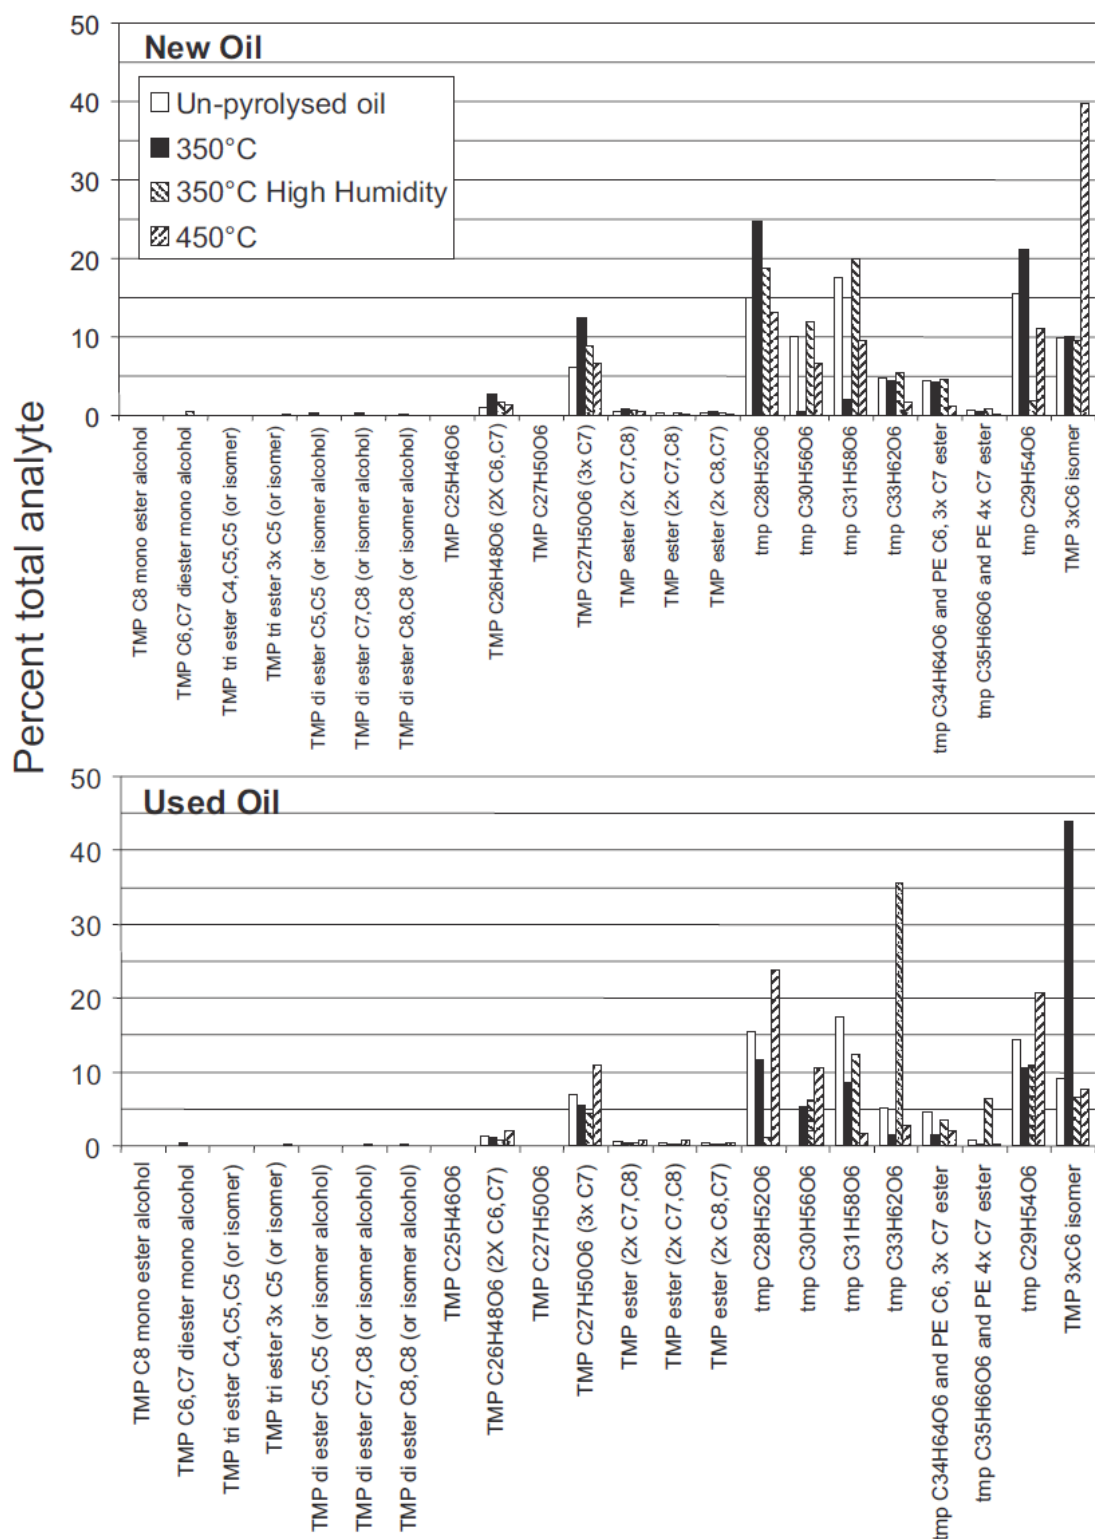 Percent total analyte
50
40
30
20
10
0
New Oil
Un-pyrolysed oil
350°C
350°C High Humidity
450°C
TMP C8 mono ester alcohol
TMP C6,C7 diester mono alcohol
TMP tri ester C4,C5,C5 (or isomer)
TMP tri ester 3x C5 (or isomer)
TMP di ester C5,C5 (or isomer alcohol)
TMP di ester C7,C8 (or isomer alcohol)
TMP di ester C8,C8 (or isomer alcohol)
TMP C25H46O6
TMP C26H48O6 (2X C6,C7)
TMP C27H50O6
TMP C27H50O6 (3x C7)
TMP ester (2x C7,C8)
TMP ester (2x C7,C8)
TMP ester (2x C8,C7)
tmp C28H52O6
tmp C30H56O6
tmp C31H58O6
tmp C33H62O6
tmp C34H64O6 and PE C6, 3x C7 ester
tmp C35H66O6 and PE 4x C7 ester
tmp C29H54O6
TMP 3xC6 isomer
50
40
30
20
10
0
Used Oil
TMP C8 mono ester alcohol
TMP C6,C7 diester mono alcohol
TMP tri ester C4,C5,C5 (or isomer)
TMP tri ester 3x C5 (or isomer)
TMP di ester C5,C5 (or isomer alcohol)
TMP di ester C7,C8 (or isomer alcohol)
TMP di ester C8,C8 (or isomer alcohol)
TMP C25H46O6
TMP C26H48O6 (2X C6,C7)
TMP C27H50O6
TMP C27H50O6 (3x C7)
TMP ester (2x C7,C8)
TMP ester (2x C7,C8)
TMP ester (2x C8,C7)
tmp C28H52O6
tmp C30H56O6
tmp C31H58O6
tmp C33H62O6
tmp C34H64O6 and PE C6, 3x C7 ester
tmp C35H66O6 and PE 4x C7 ester
tmp C29H54O6
TMP 3xC6 isomer